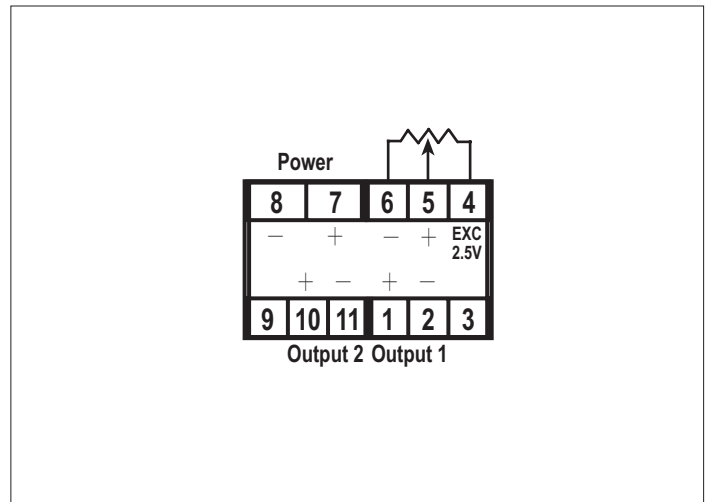 Power
8 7 6 5 4
− + − + EXC
2.5V
+ − + −
9 10 11 1 2 3
Output 2 Output 1